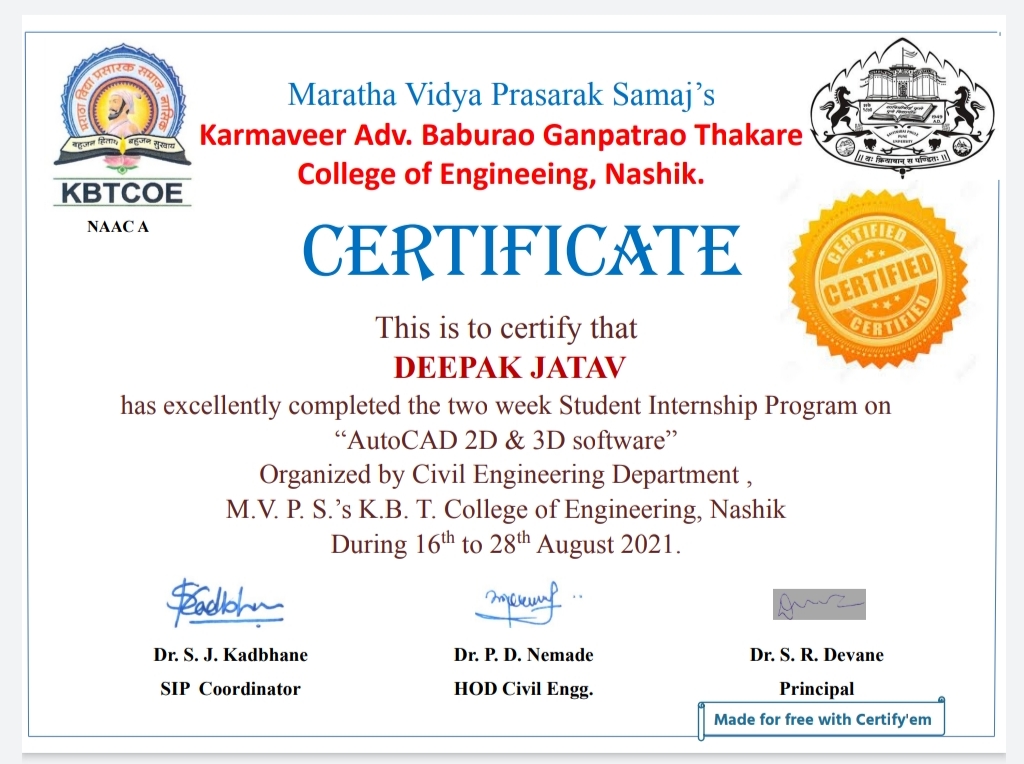 मराठा विद्या प्रसारक समाज, नाशिक
बहुजन हिताय बहुजन सुखाय
KBTCOE
NAAC A
Maratha Vidya Prasarak Samaj’s
Karmaveer Adv. Baburao Ganpatrao Thakare
College of Engineeing, Nashik.
॥ यः क्रियावान् स पण्डितः ॥
CERTIFICATE
CERTIFIED
CERTIFIED
CERTIFIED
This is to certify that
DEEPAK JATAV
has excellently completed the two week Student Internship Program on
“AutoCAD 2D & 3D software”
Organized by Civil Engineering Department ,
M.V. P. S.’s K.B. T. College of Engineering, Nashik
During 16th to 28th August 2021.
Dr. S. J. Kadbhane
SIP Coordinator
Dr. P. D. Nemade
HOD Civil Engg.
Dr. S. R. Devane
Principal
Made for free with Certify'em